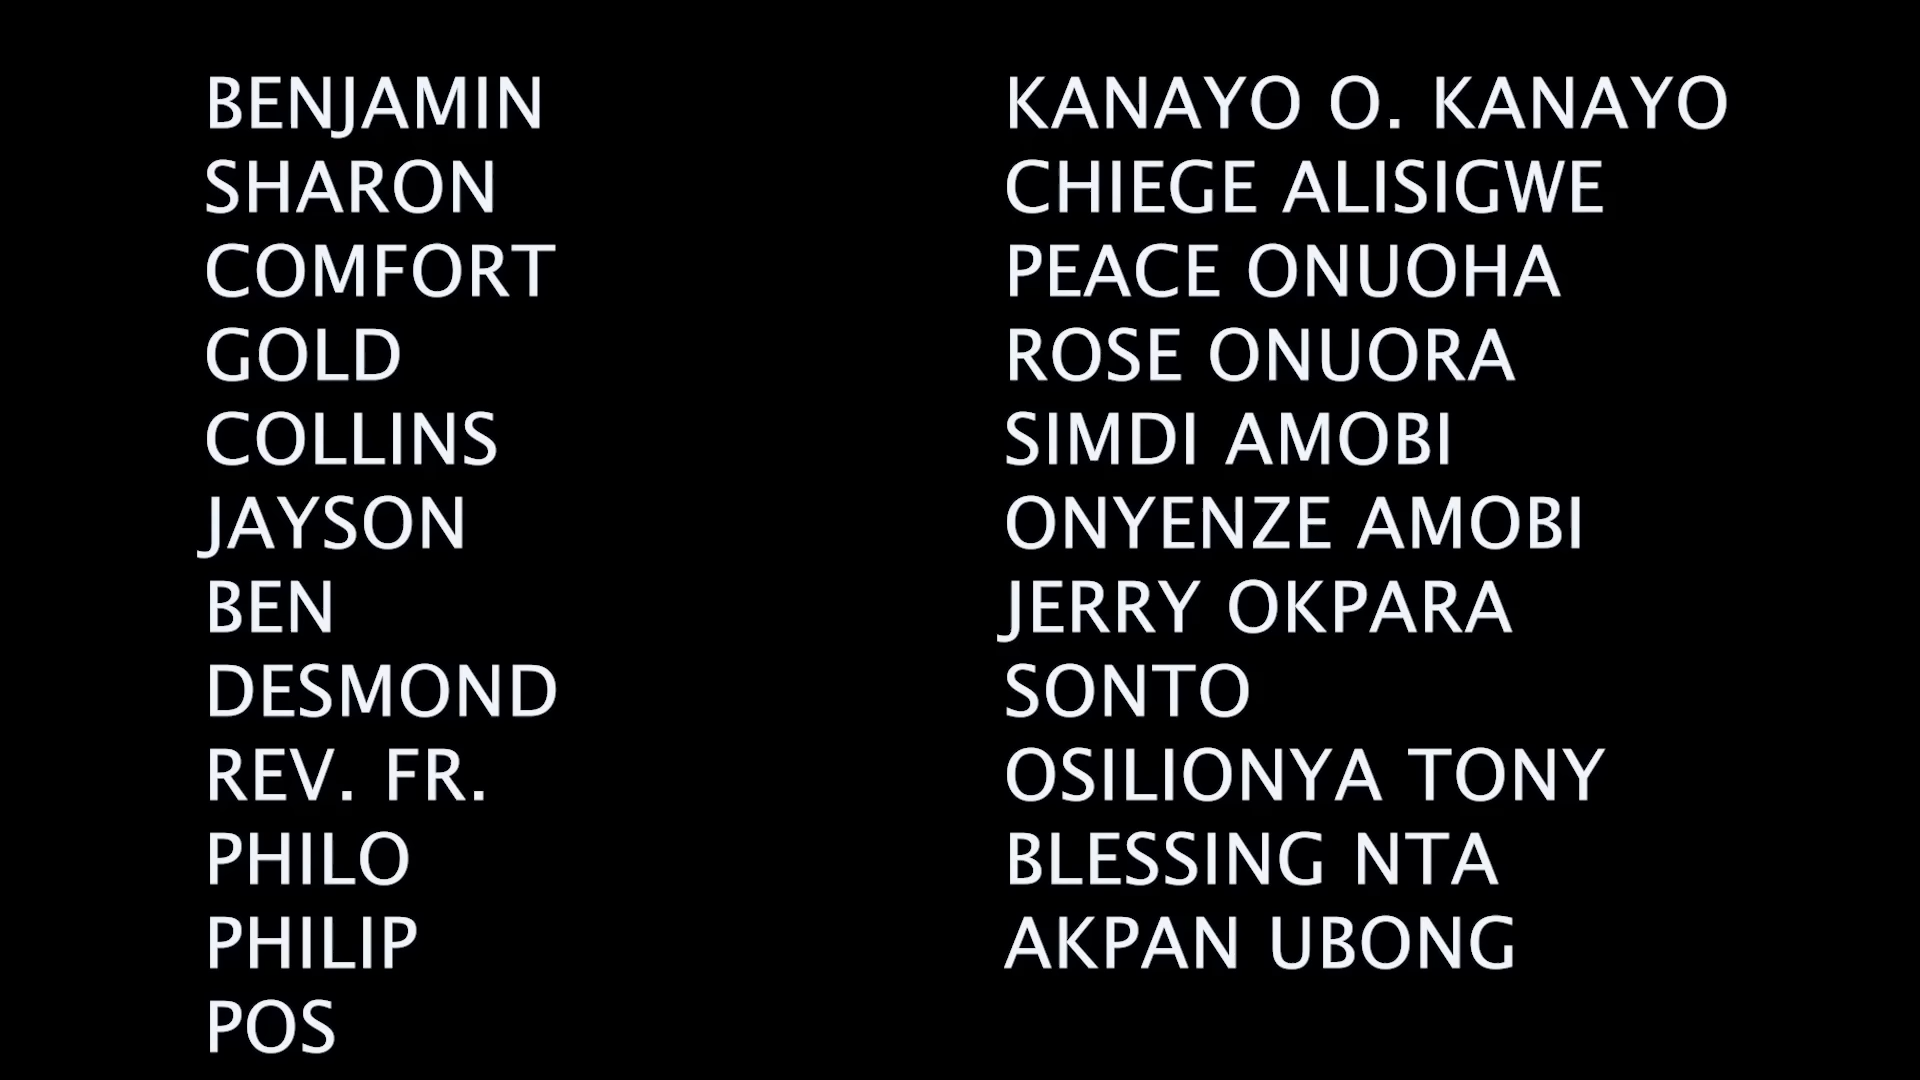 BENJAMIN KANAYO O. KANAYO
SHARON CHIEGE ALISIGWE
COMFORT PEACE ONUOHA
GOLD ROSE ONUORA
COLLINS SIMDI AMOBI
JAYSON ONYENZE AMOBI
BEN JERRY OKPARA
DESMOND SONTO
REV. FR. OSILIONYA TONY
PHILO BLESSING NTA
PHILIP AKPAN UBONG
POS